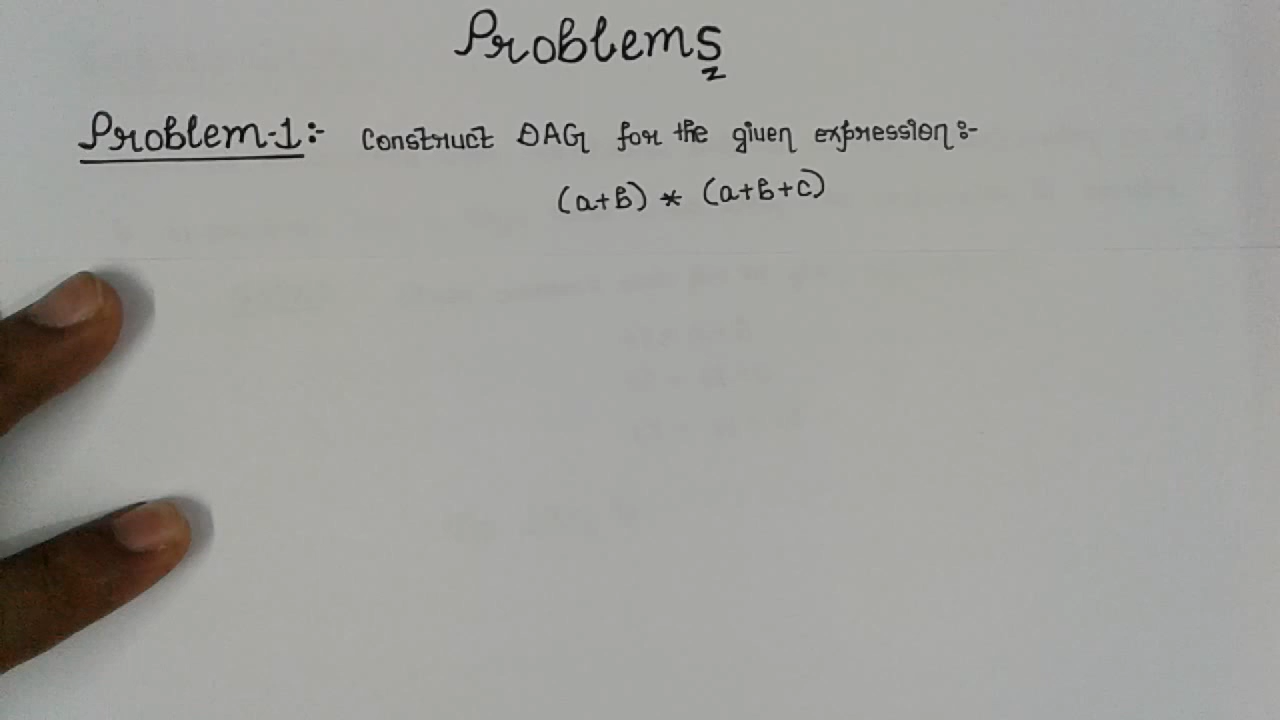 Problems
Problem-1:- Construct DAG for the given expression:-
(a+b) * (a+b+c)